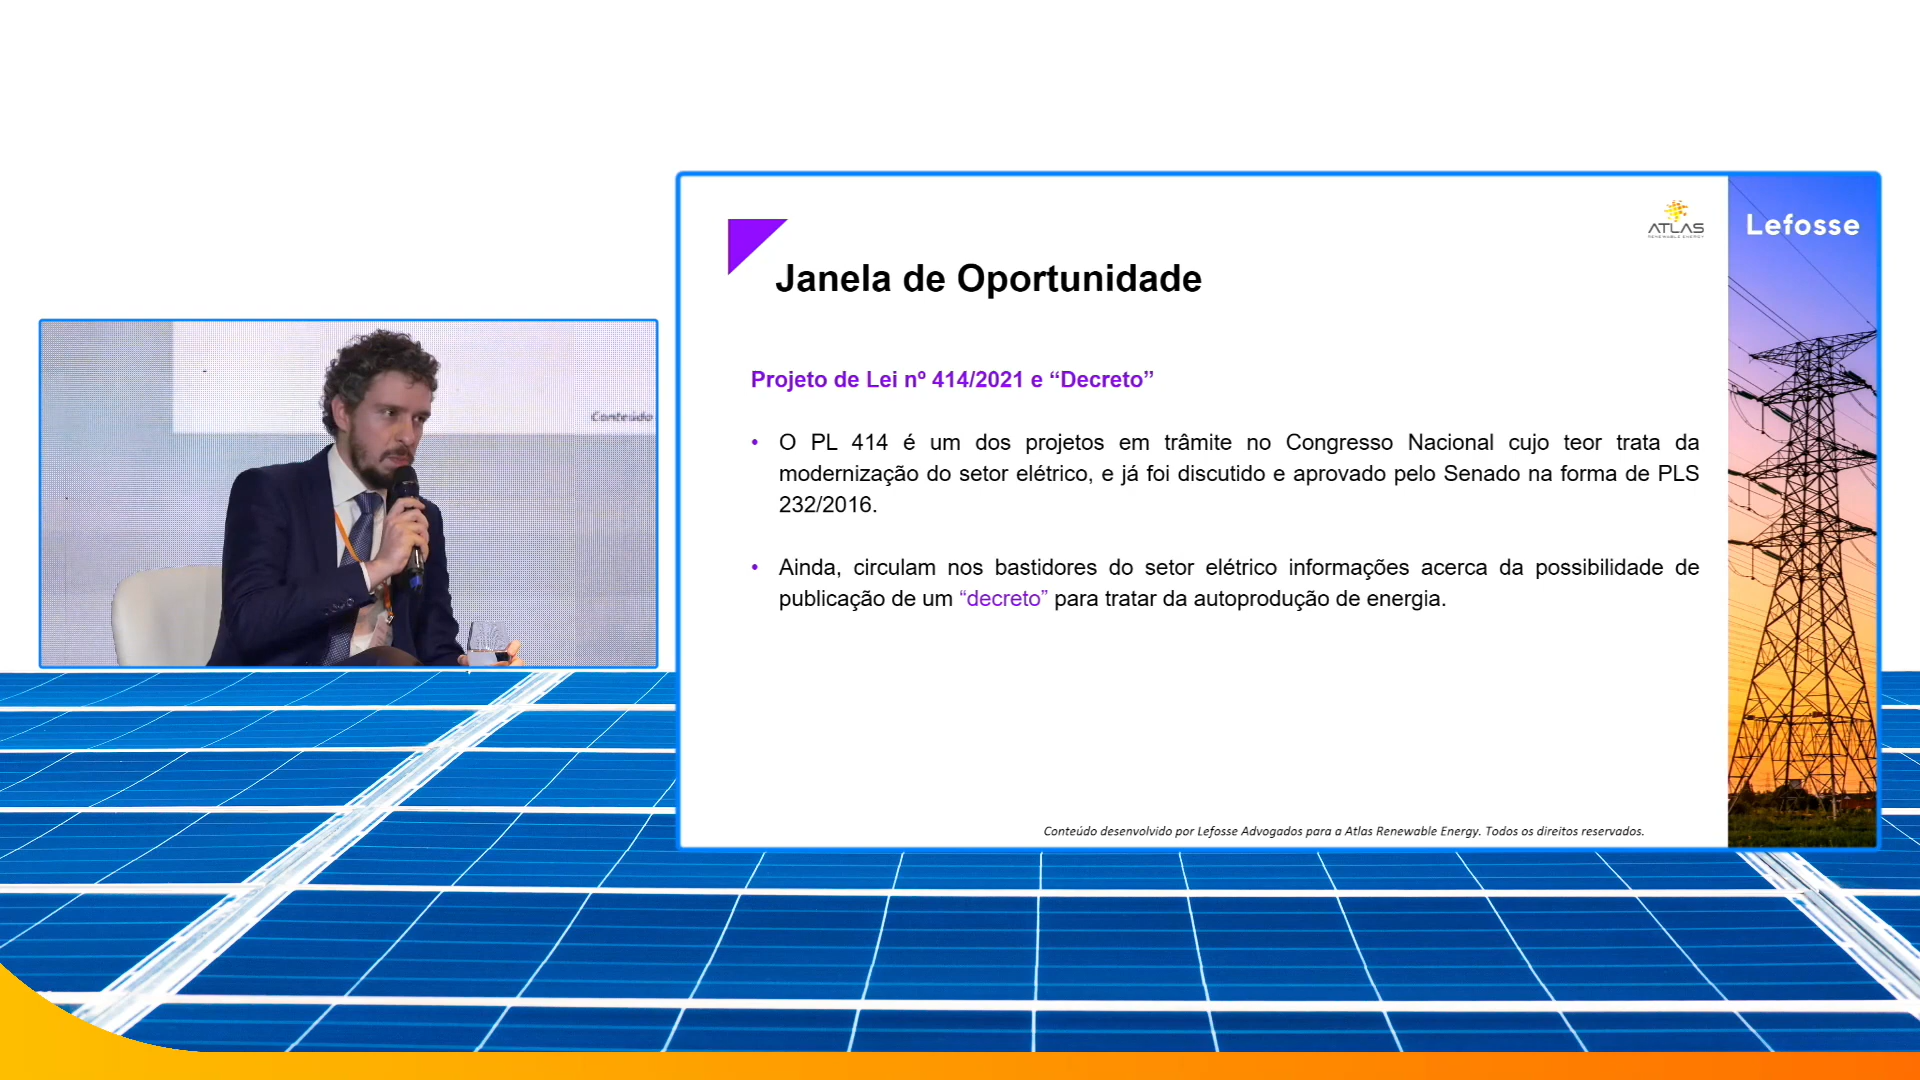 Conteúdo
ATLAS
RENEWABLE ENERGY
Lefosse
Janela de Oportunidade
Projeto de Lei nº 414/2021 e “Decreto”
• O PL 414 é um dos projetos em trâmite no Congresso Nacional cujo teor trata da
modernização do setor elétrico, e já foi discutido e aprovado pelo Senado na forma de PLS
232/2016.
• Ainda, circulam nos bastidores do setor elétrico informações acerca da possibilidade de
publicação de um “decreto” para tratar da autoprodução de energia.
Conteúdo desenvolvido por Lefosse Advogados para a Atlas Renewable Energy. Todos os direitos reservados.